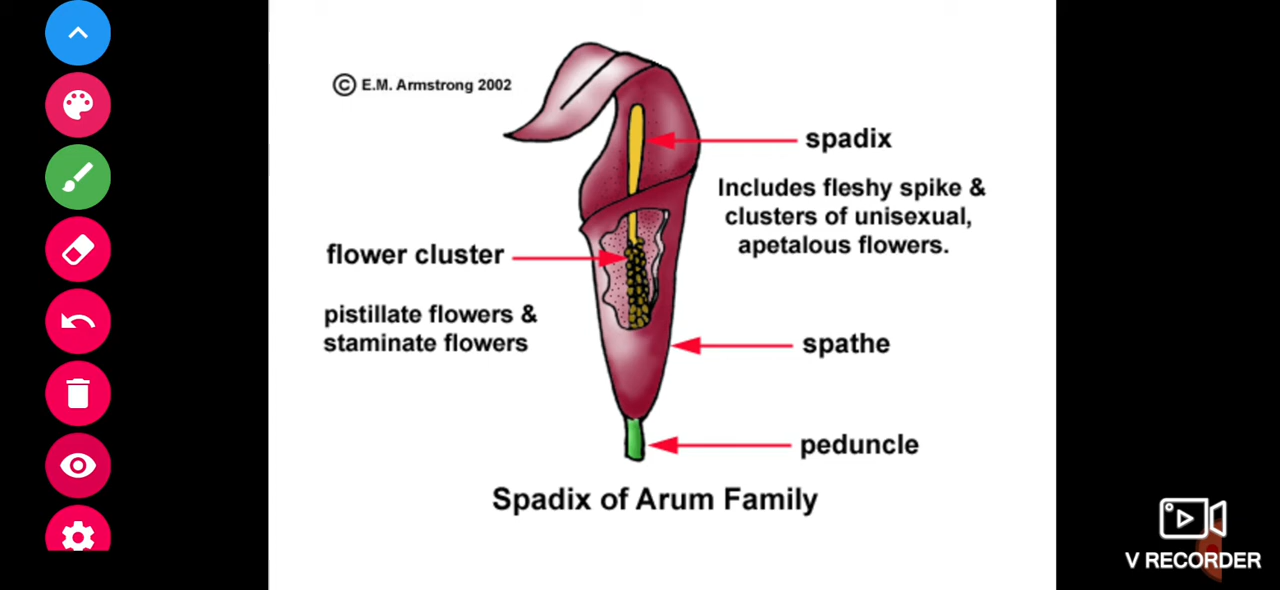 © E.M. Armstrong 2002
spadix
Includes fleshy spike &
clusters of unisexual,
apetalous flowers.
flower cluster
pistillate flowers &
staminate flowers
spathe
peduncle
Spadix of Arum Family
V RECORDER